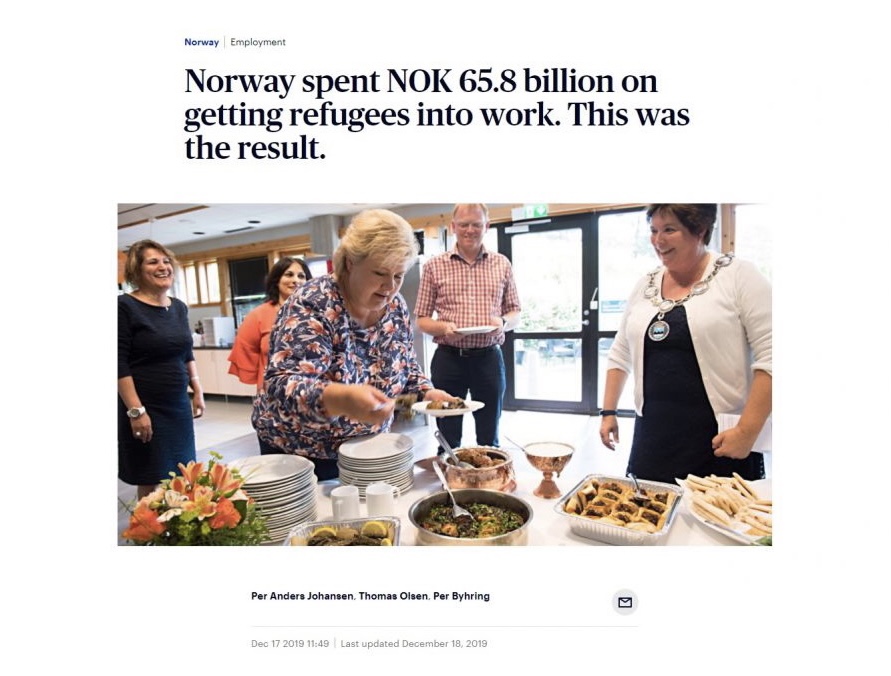 Norway | Employment
Norway spent NOK 65.8 billion on
getting refugees into work. This was
the result.
Per Anders Johansen, Thomas Olsen, Per Byhring
Dec 17 2019 11:49 | Last updated December 18, 2019